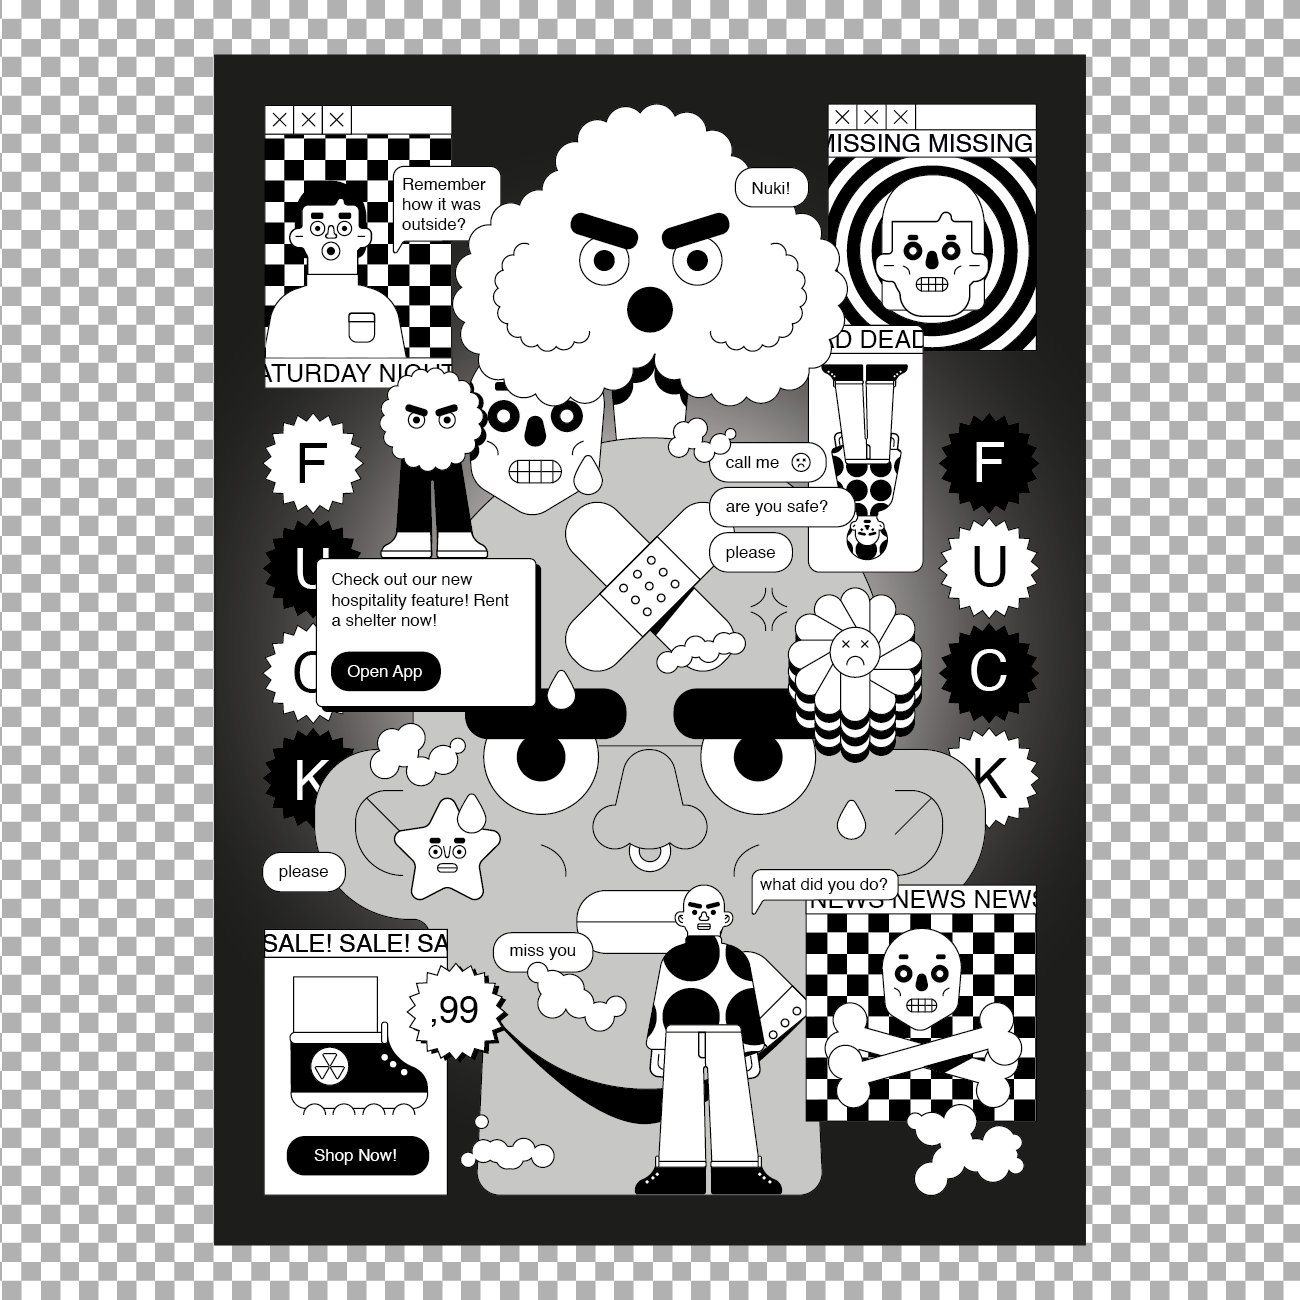 MISSING MISSING
Remember
how it was
outside?
Nuki!
D DEAD
ATURDAY NIGHT
F
F
call me
are you safe?
U
U
please
Check out our new
hospitality feature! Rent
a shelter now!
Open App
C
C
K
K
please
what did you do?
NEWS NEWS NEWS
SALE! SALE! SA
miss you
,99
Shop Now!